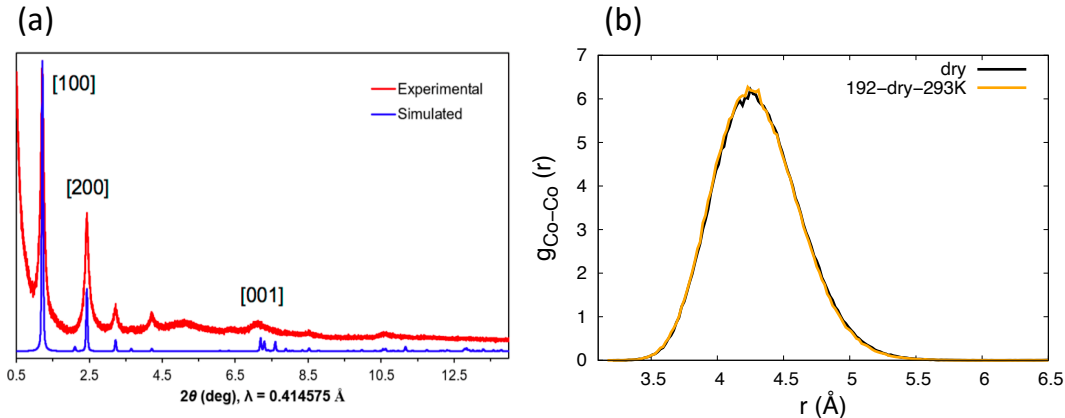 (a)
[100]
[200]
[001]
Experimental
Simulated
0.5 2.5 4.5 6.5 8.5 10.5 12.5
2θ (deg), λ = 0.414575 Å
(b)
dry
192-dry-293K
7
6
5
4
3
2
1
0
g Co-Co (r)
3.5 4 4.5 5 5.5 6 6.5
r (Å)